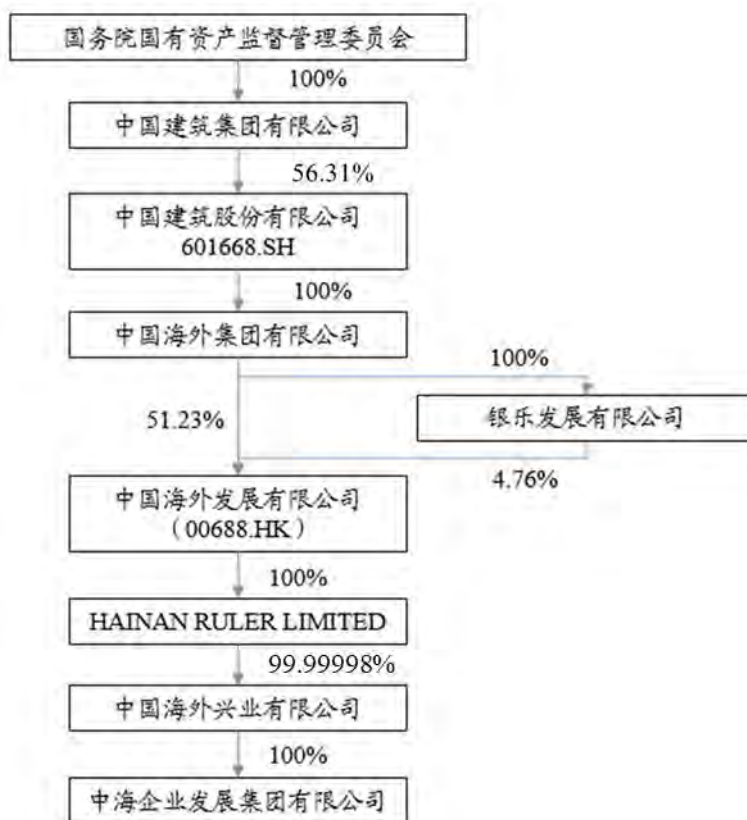 国务院国有资产监督管理委员会
100%
中国建筑集团有限公司
56.31%
中国建筑股份有限公司
601668.SH
100%
中国海外集团有限公司
100%
51.23%
银乐发展有限公司
4.76%
中国海外发展有限公司
（00688.HK）
100%
HAINAN RULER LIMITED
99.99998%
中国海外兴业有限公司
100%
中海企业发展集团有限公司